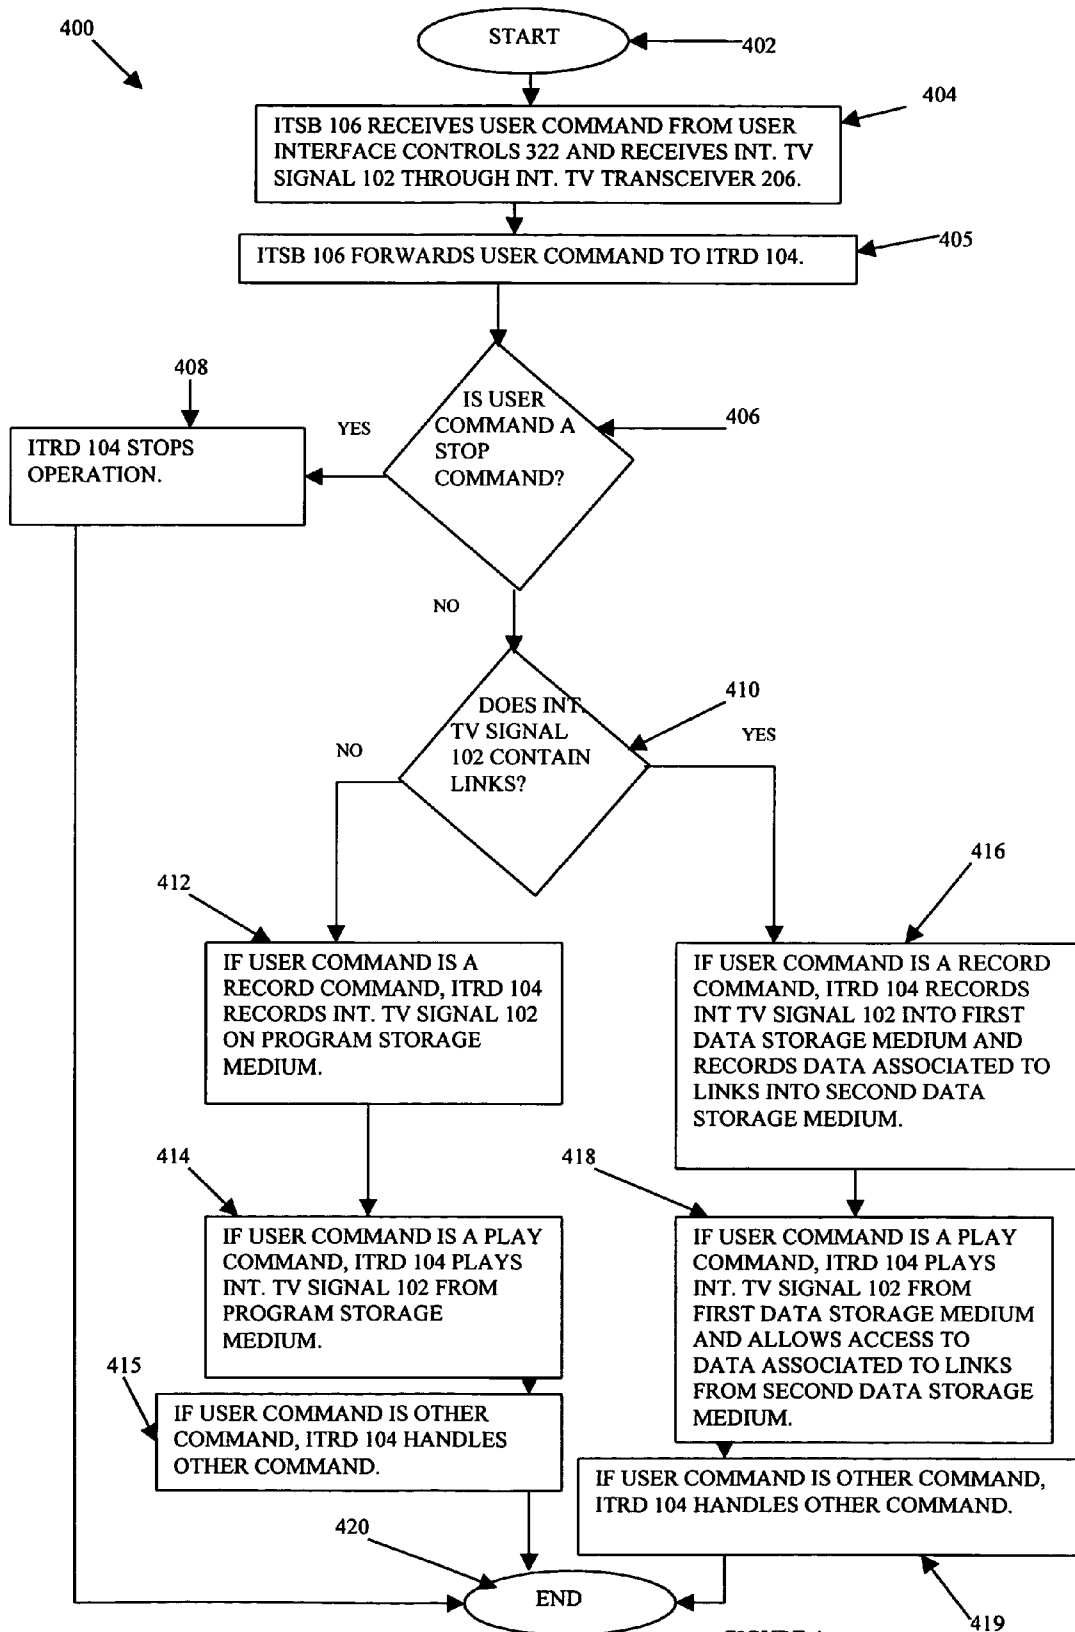 400
START
402
404
ITSB 106 RECEIVES USER COMMAND FROM USER
INTERFACE CONTROLS 322 AND RECEIVES INT. TV
SIGNAL 102 THROUGH INT. TV TRANSCEIVER 206.
405
ITSB 106 FORWARDS USER COMMAND TO ITRD 104.
408
IS USER
COMMAND A
STOP
COMMAND?
406
YES
ITRD 104 STOPS
OPERATION.
NO
410
DOES INT.
TV SIGNAL
102 CONTAIN
LINKS?
NO
YES
412
416
IF USER COMMAND IS A
RECORD COMMAND, ITRD 104
RECORDS INT. TV SIGNAL 102
ON PROGRAM STORAGE
MEDIUM.
IF USER COMMAND IS A RECORD
COMMAND, ITRD 104 RECORDS
INT TV SIGNAL 102 INTO FIRST
DATA STORAGE MEDIUM AND
RECORDS DATA ASSOCIATED TO
LINKS INTO SECOND DATA
STORAGE MEDIUM.
414
418
IF USER COMMAND IS A PLAY
COMMAND, ITRD 104 PLAYS
INT. TV SIGNAL 102 FROM
PROGRAM STORAGE
MEDIUM.
IF USER COMMAND IS A PLAY
COMMAND, ITRD 104 PLAYS
INT. TV SIGNAL 102 FROM
FIRST DATA STORAGE MEDIUM
AND ALLOWS ACCESS TO
DATA ASSOCIATED TO LINKS
FROM SECOND DATA STORAGE
MEDIUM.
415
IF USER COMMAND IS OTHER
COMMAND, ITRD 104 HANDLES
OTHER COMMAND.
IF USER COMMAND IS OTHER COMMAND,
ITRD 104 HANDLES OTHER COMMAND.
420
END
419